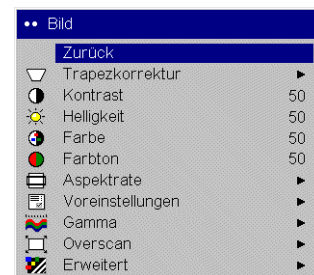 •• Bild
Zurück
Trapezkorrektur
Kontrast 50
Helligkeit 50
Farbe 50
Farbton 50
Aspektrate
Voreinstellungen
Gamma
Overscan
Erweitert